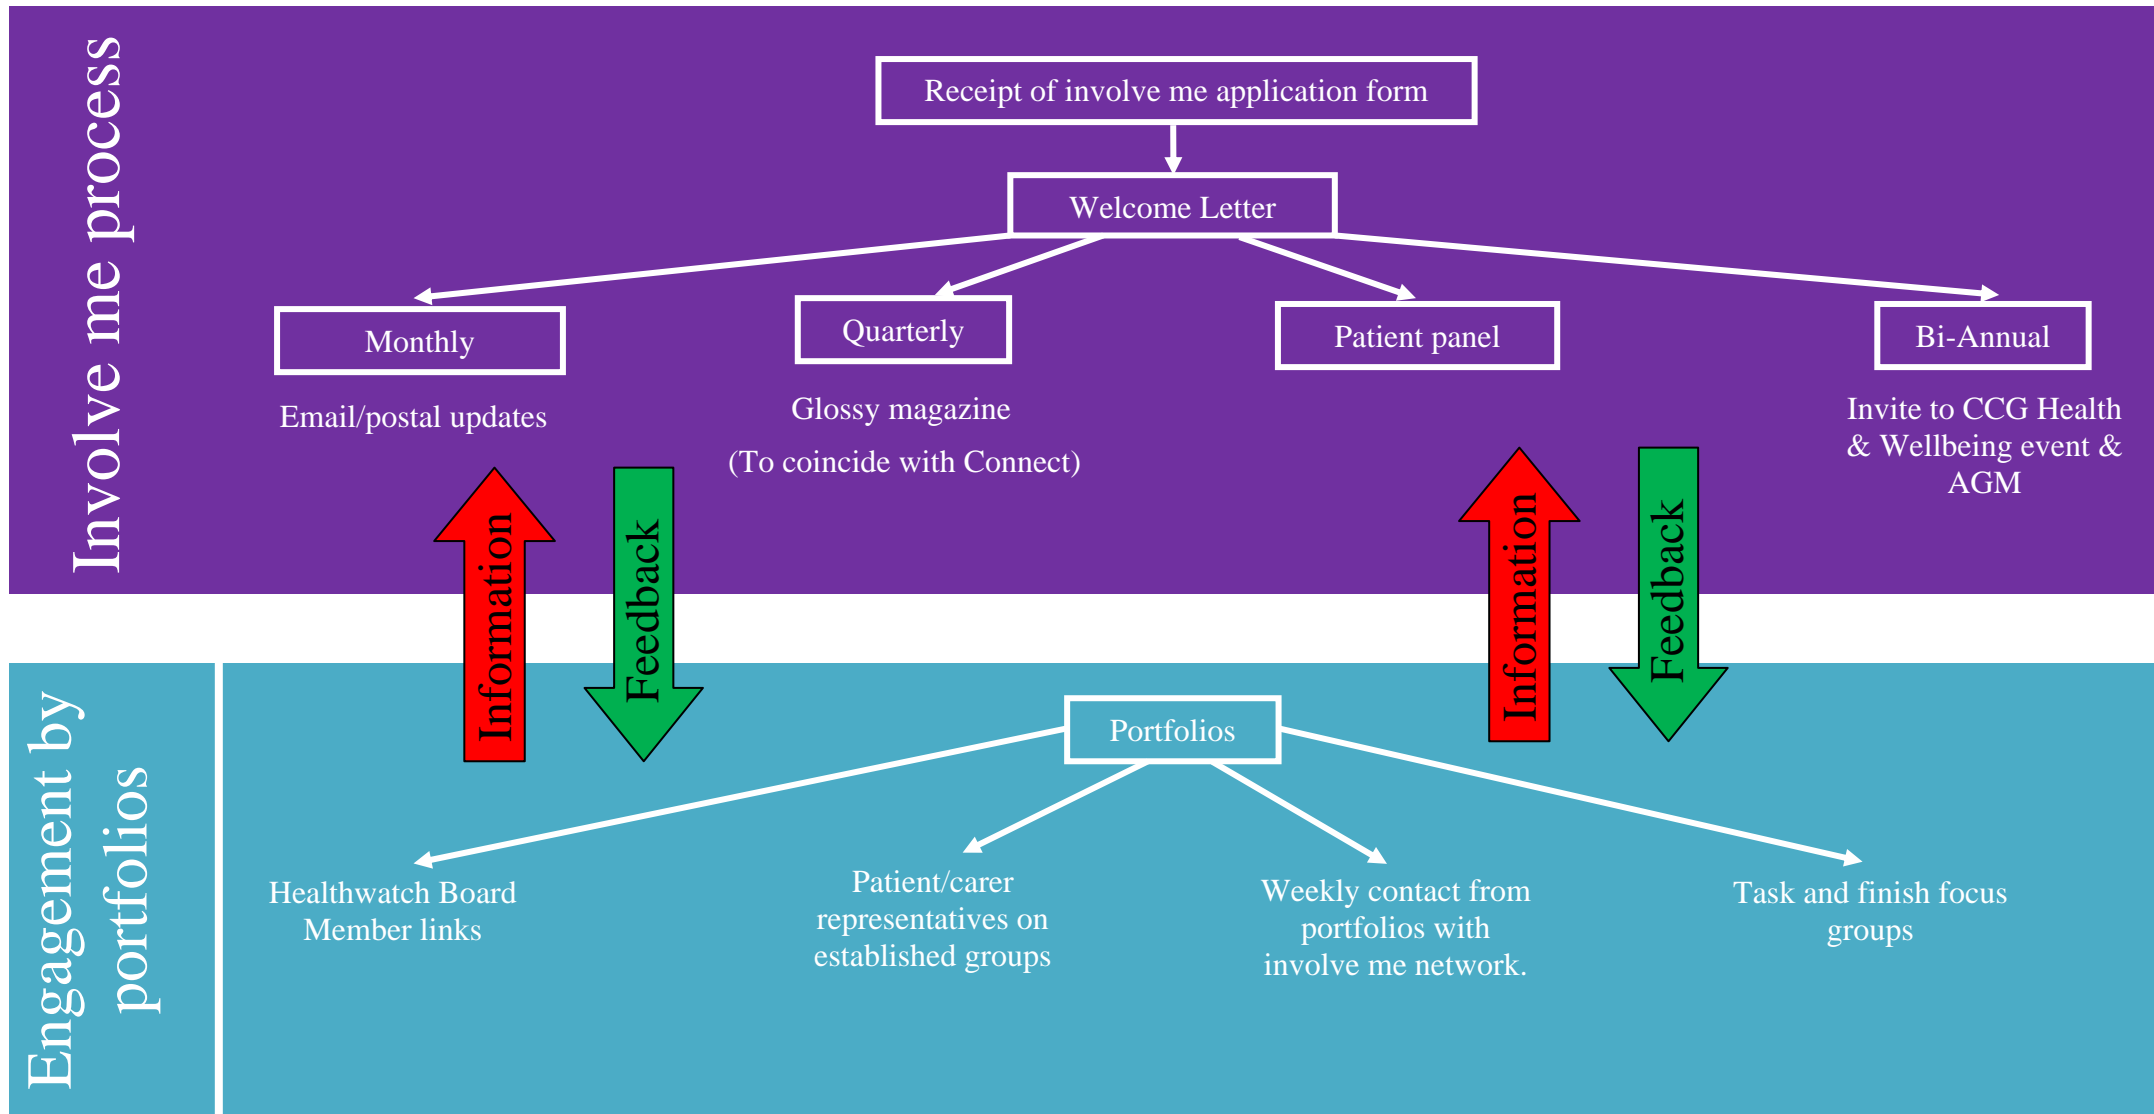 Involve me process
Receipt of involve me application form
Welcome Letter
Monthly
Quarterly
Patient panel
Bi-Annual
Email/postal updates
Glossy magazine
(To coincide with Connect)
Invite to CCG Health
& Wellbeing event &
AGM
Information
Feedback
Information
Feedback
Engagement by
portfolios
Portfolios
Healthwatch Board
Member links
Patient/carer
representatives on
established groups
Weekly contact from
portfolios with
involve me network.
Task and finish focus
groups